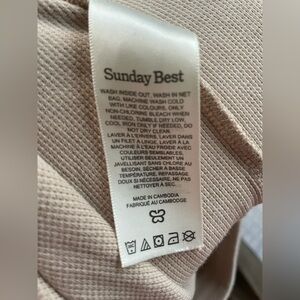 Sunday Best
WASH INSIDE OUT, WASH IN NET
BAG, MACHINE WASH COLD
WITH LIKE COLOURS, ONLY
NON-CHLORINE BLEACH WHEN
NEEDED, TUMBLE DRY LOW,
COOL IRON ONLY IF NEEDED, DO
NOT DRY CLEAN
LAVER À L'ENVERS, LAVER DANS
UN FILET À LINGE, LAVER À LA
MACHINE À L'EAU FROIDE AVEC
COULEURS SEMBLABLES,
UTILISER SEULEMENT UN
JAVELLISANT SANS CHLORE AU
BESOIN, SÉCHER À BASSE
TEMPÉRATURE, REPASSAGE
DOUX SI NÉCESSAIRE, NE PAS
NETTOYER À SEC.
MADE IN CAMBODIA
FABRIQUÉ AU CAMBODGE